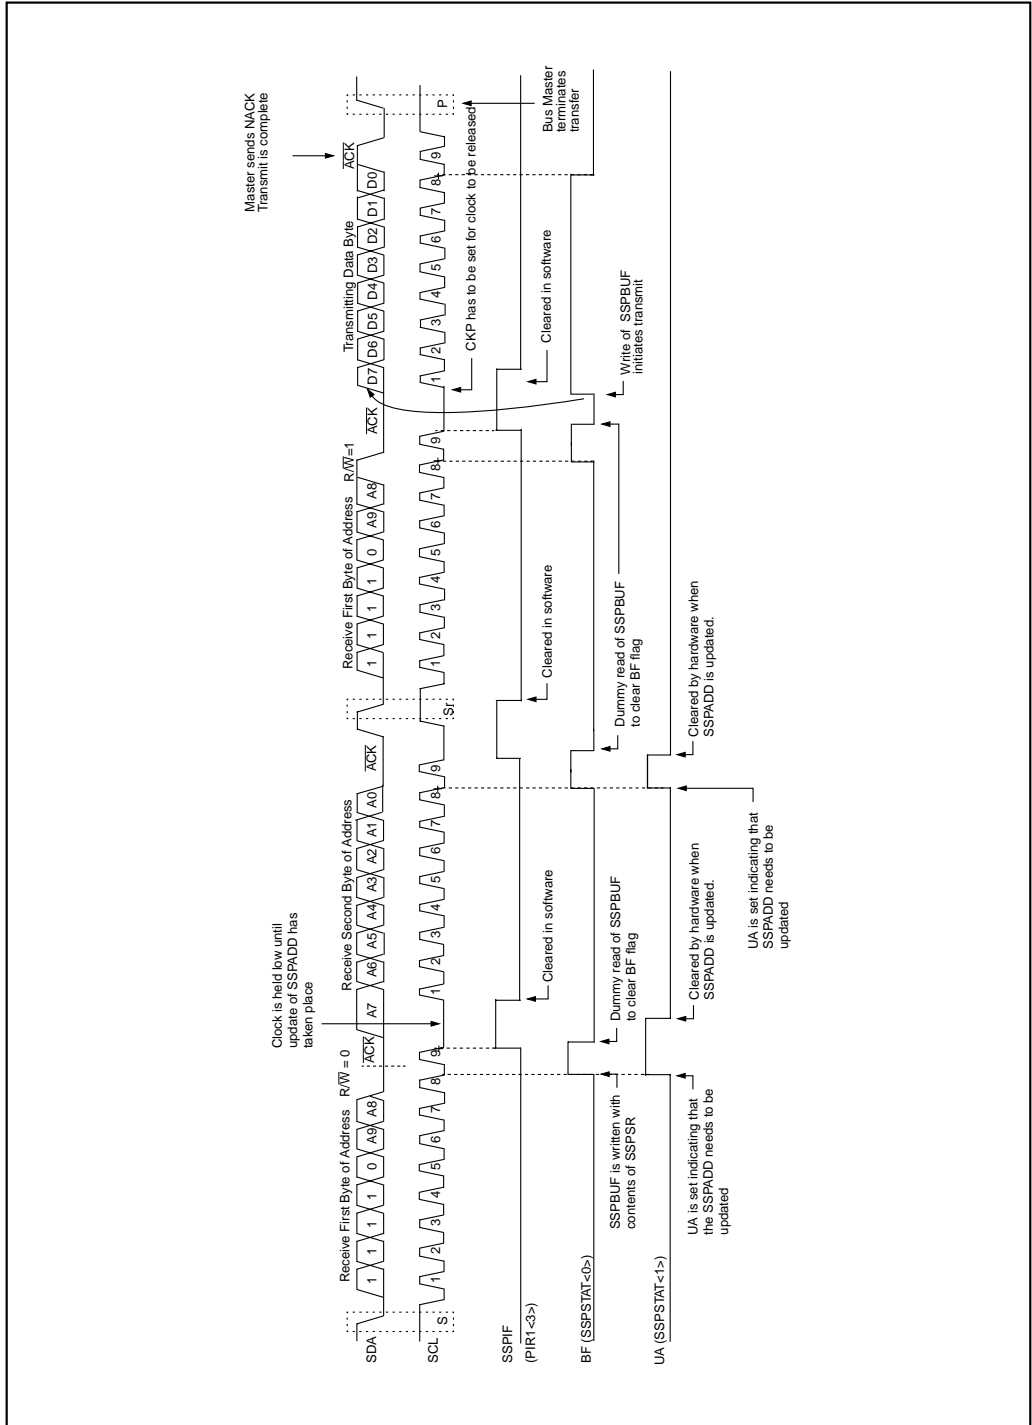 Master sends NACK
Transmit is complete
Clock is held low until
update of SSPADD has
taken place
Receive First Byte of Address R/W = 0
Receive Second Byte of Address
Receive First Byte of Address R/W=1
Transmitting Data Byte
ACK
ACK
ACK
ACK
SDA
1 1 1 1 0 A9 A8
A7 A6 A5 A4 A3 A2 A1 A0
1 1 1 1 0 A9 A8
D7 D6 D5 D4 D3 D2 D1 D0
SCL
S
1 2 3 4 5 6 7 8 9
1 2 3 4 5 6 7 8 9
Sr
1 2 3 4 5 6 7 8 9
1 2 3 4 5 6 7 8 9
P
CKP has to be set for clock to be released
Bus Master
terminates
transfer
SSPIF
(PIR1<3>)
Cleared in software
Cleared in software
Cleared in software
BF (SSPSTAT<0>)
SSPBUF is written with
contents of SSPSR
Dummy read of SSPBUF
to clear BF flag
Dummy read of SSPBUF
to clear BF flag
Write of SSPBUF
initiates transmit
UA (SSPSTAT<1>)
UA is set indicating that
the SSPADD needs to be
updated
Cleared by hardware when
SSPADD is updated.
UA is set indicating that
SSPADD needs to be
updated
Cleared by hardware when
SSPADD is updated.